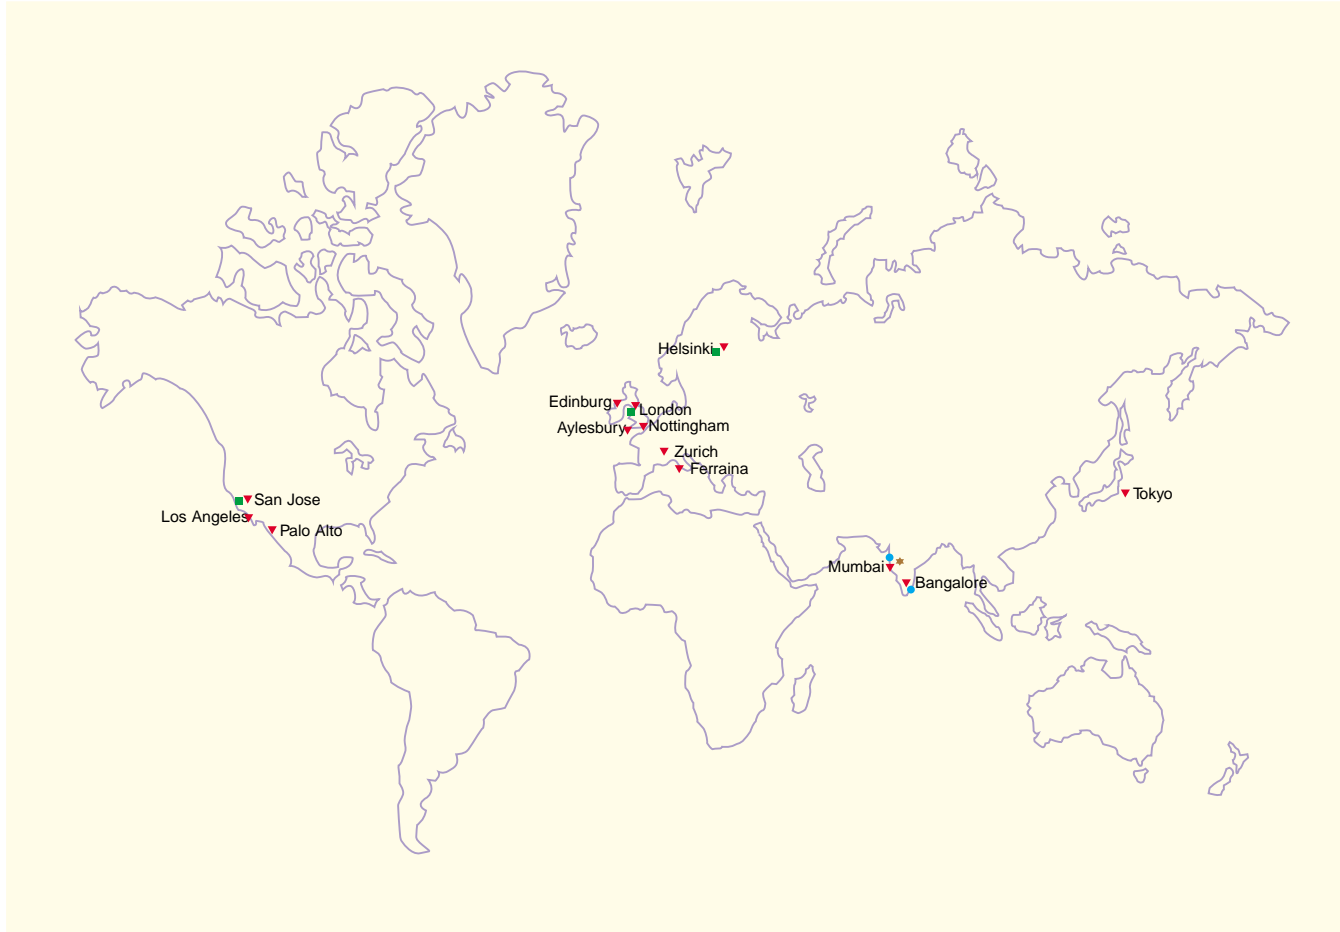 Helsinki
Edinburg
London
Aylesbury
Nottingham
Zurich
Ferraina
San Jose
Tokyo
Los Angeles
Palo Alto
Mumbai
Bangalore